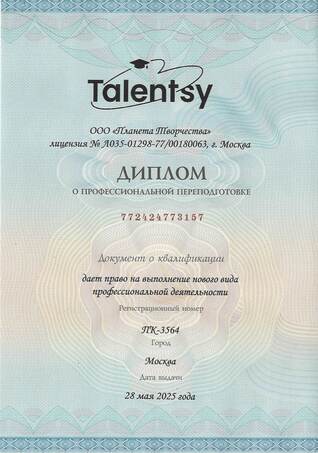 Talentsy
ООО «Планета Творчества»
лицензия № Л035-01298-77/00180063, г. Москва
ДИПЛОМ
О ПРОФЕССИОНАЛЬНОЙ ПЕРЕПОДГОТОВКЕ
772424773157
Документ о квалификации
дает право на выполнение нового вида
профессиональной деятельности
Регистрационный номер
ПК-3564
Город
Москва
Дата выдачи
28 мая 2025 года